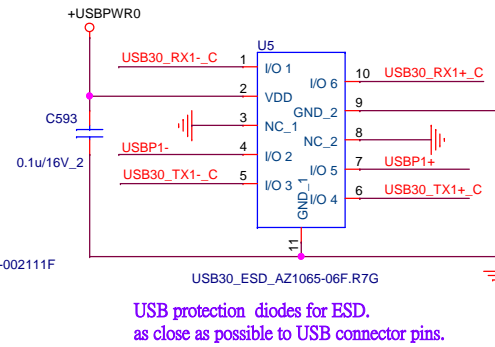 +USBPWR0
U5
USB30_RX1-_C
1
I/O 1
I/O 6
10
USB30_RX1+_C
2
VDD
GND_2
9
C593
3
NC_1
NC_2
8
0.1u/16V_2
USBP1-
4
I/O 2
I/O 5
7
USBP1+
USB30_TX1-_C
5
I/O 3
GND_1
I/O 4
6
USB30_TX1+_C
11
-002111F
USB30_ESD_AZ1065-06F.R7G
USB protection diodes for ESD.
as close as possible to USB connector pins.